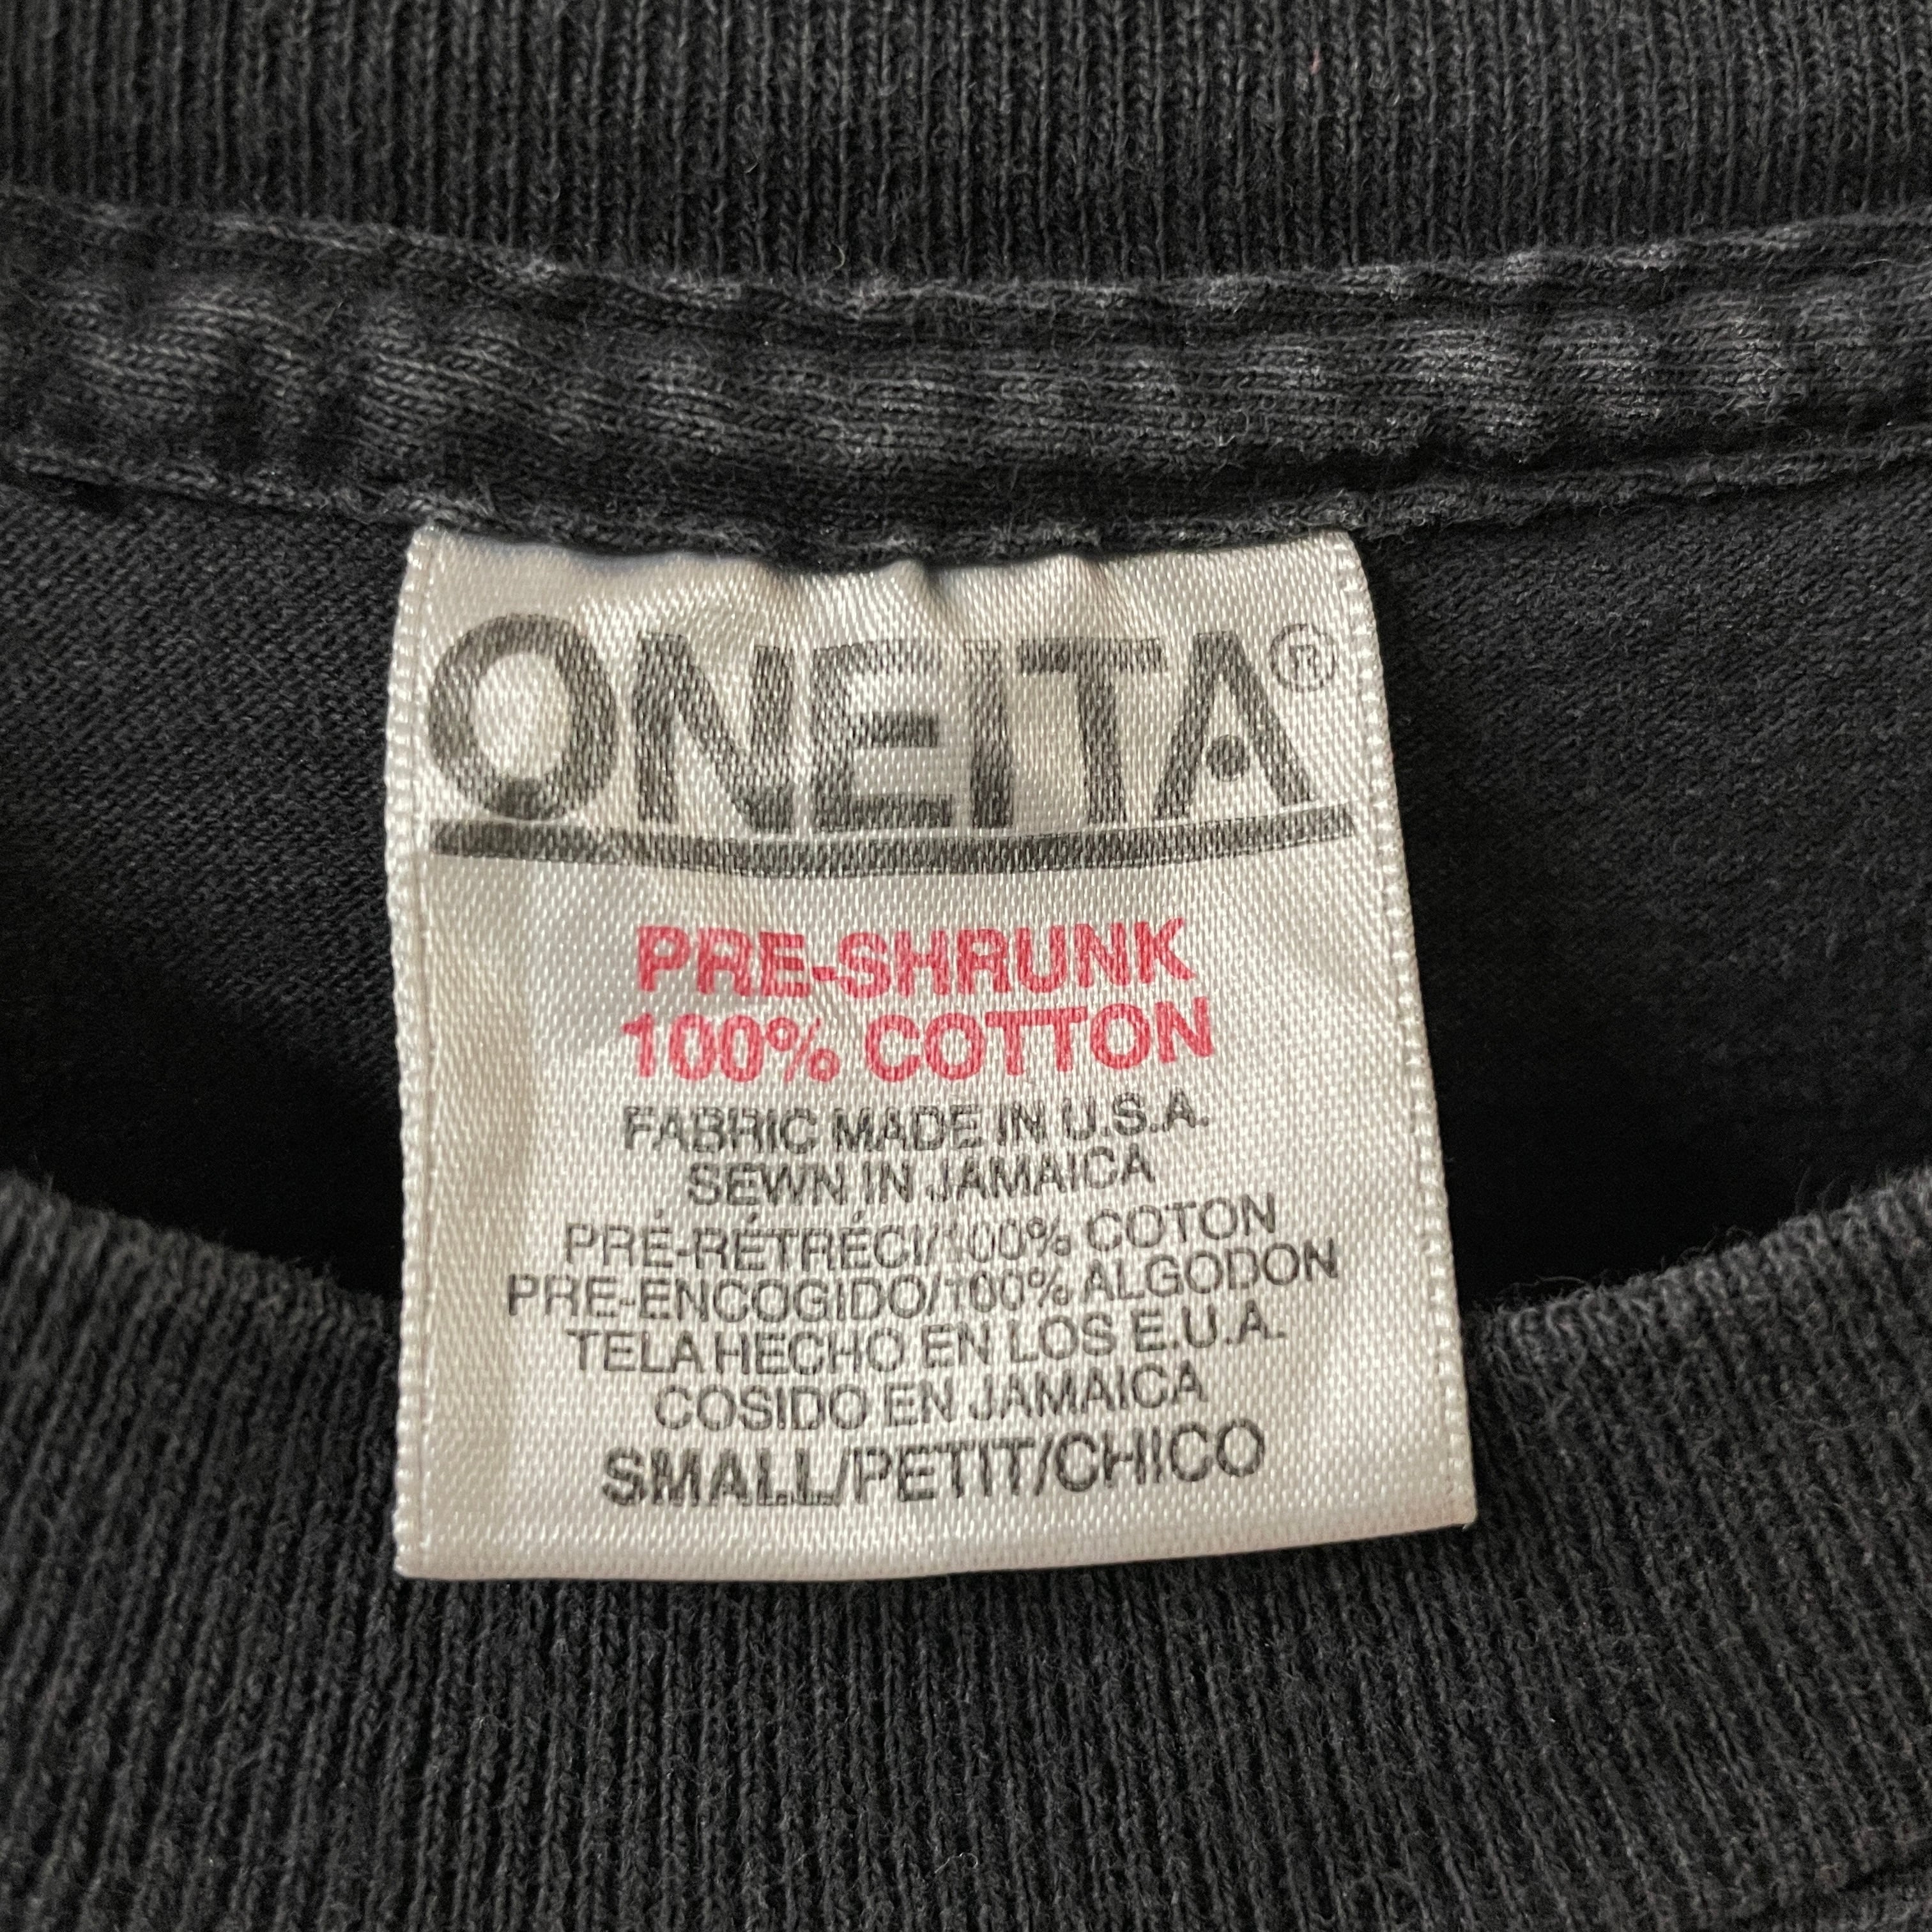 ONEITA®
PRE-SHRUNK
100% COTTON
FABRIC MADE IN U.S.A.
SEWN IN JAMAICA
PRÉ-RÉTRÉCI/100% COTON
PRE-ENCOGIDO/100% ALGODON
TELA HECHO EN LOS E.U.A.
COSIDO EN JAMAICA
SMALL/PETIT/CHICO